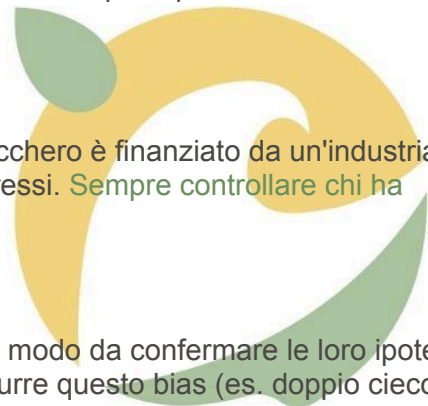 cchero è finanziato da un'industria
essi. Sempre controllare chi ha
modo da confermare le loro ipote
urre questo bias (es. doppio cieco